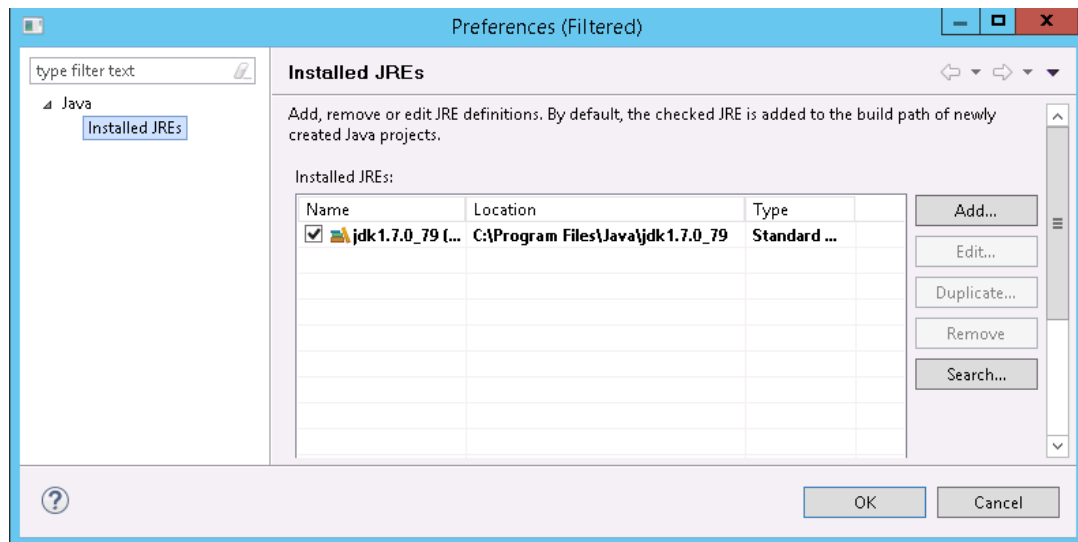 Preferences (Filtered)
type filter text
Java
Installed JREs
Installed JREs
Add, remove or edit JRE definitions. By default, the checked JRE is added to the build path of newly
created Java projects.
Installed JREs:
Name Location Type
jdk1.7.0_79 (... C:\Program Files\Java\jdk1.7.0_79 Standard ...
Add...
Edit...
Duplicate...
Remove
Search...
OK Cancel